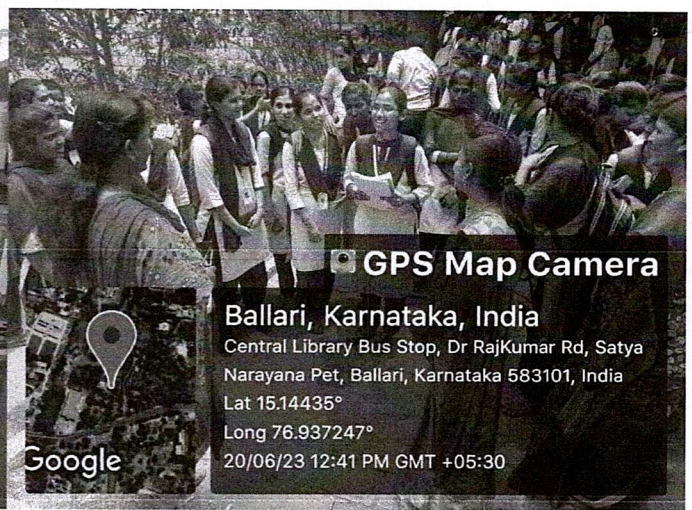 GPS Map Camera
Ballari, Karnataka, India
Central Library Bus Stop, Dr RajKumar Rd, Satya
Narayana Pet, Ballari, Karnataka 583101, India
Lat 15.14435°
Long 76.937247°
20/06/23 12:41 PM GMT +05:30
Google